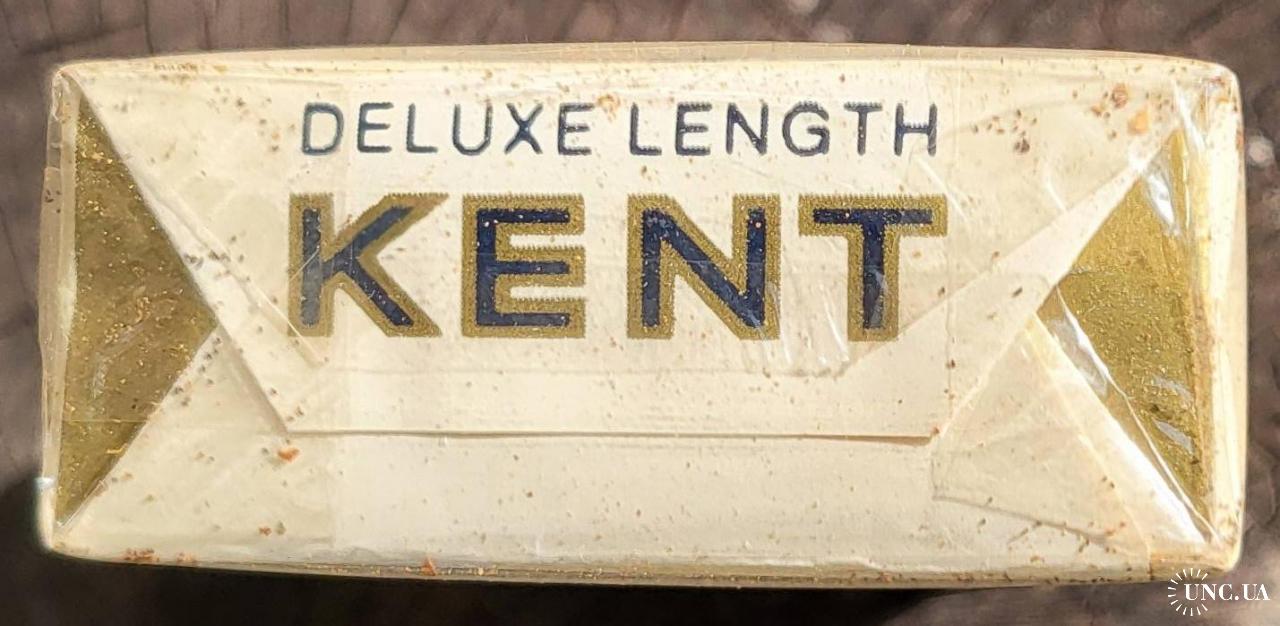 DELUXE LENGTH
KENT
UNC.UA